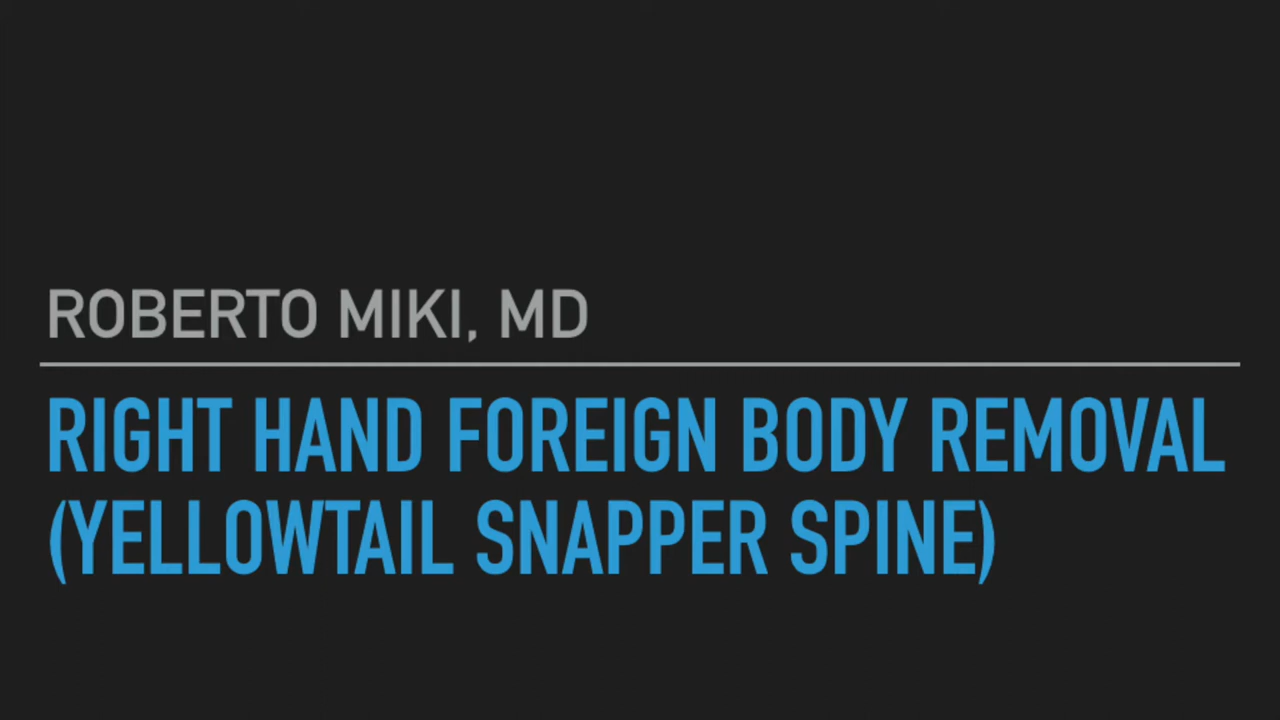 ROBERTO MIKI, MD
RIGHT HAND FOREIGN BODY REMOVAL
(YELLOWTAIL SNAPPER SPINE)